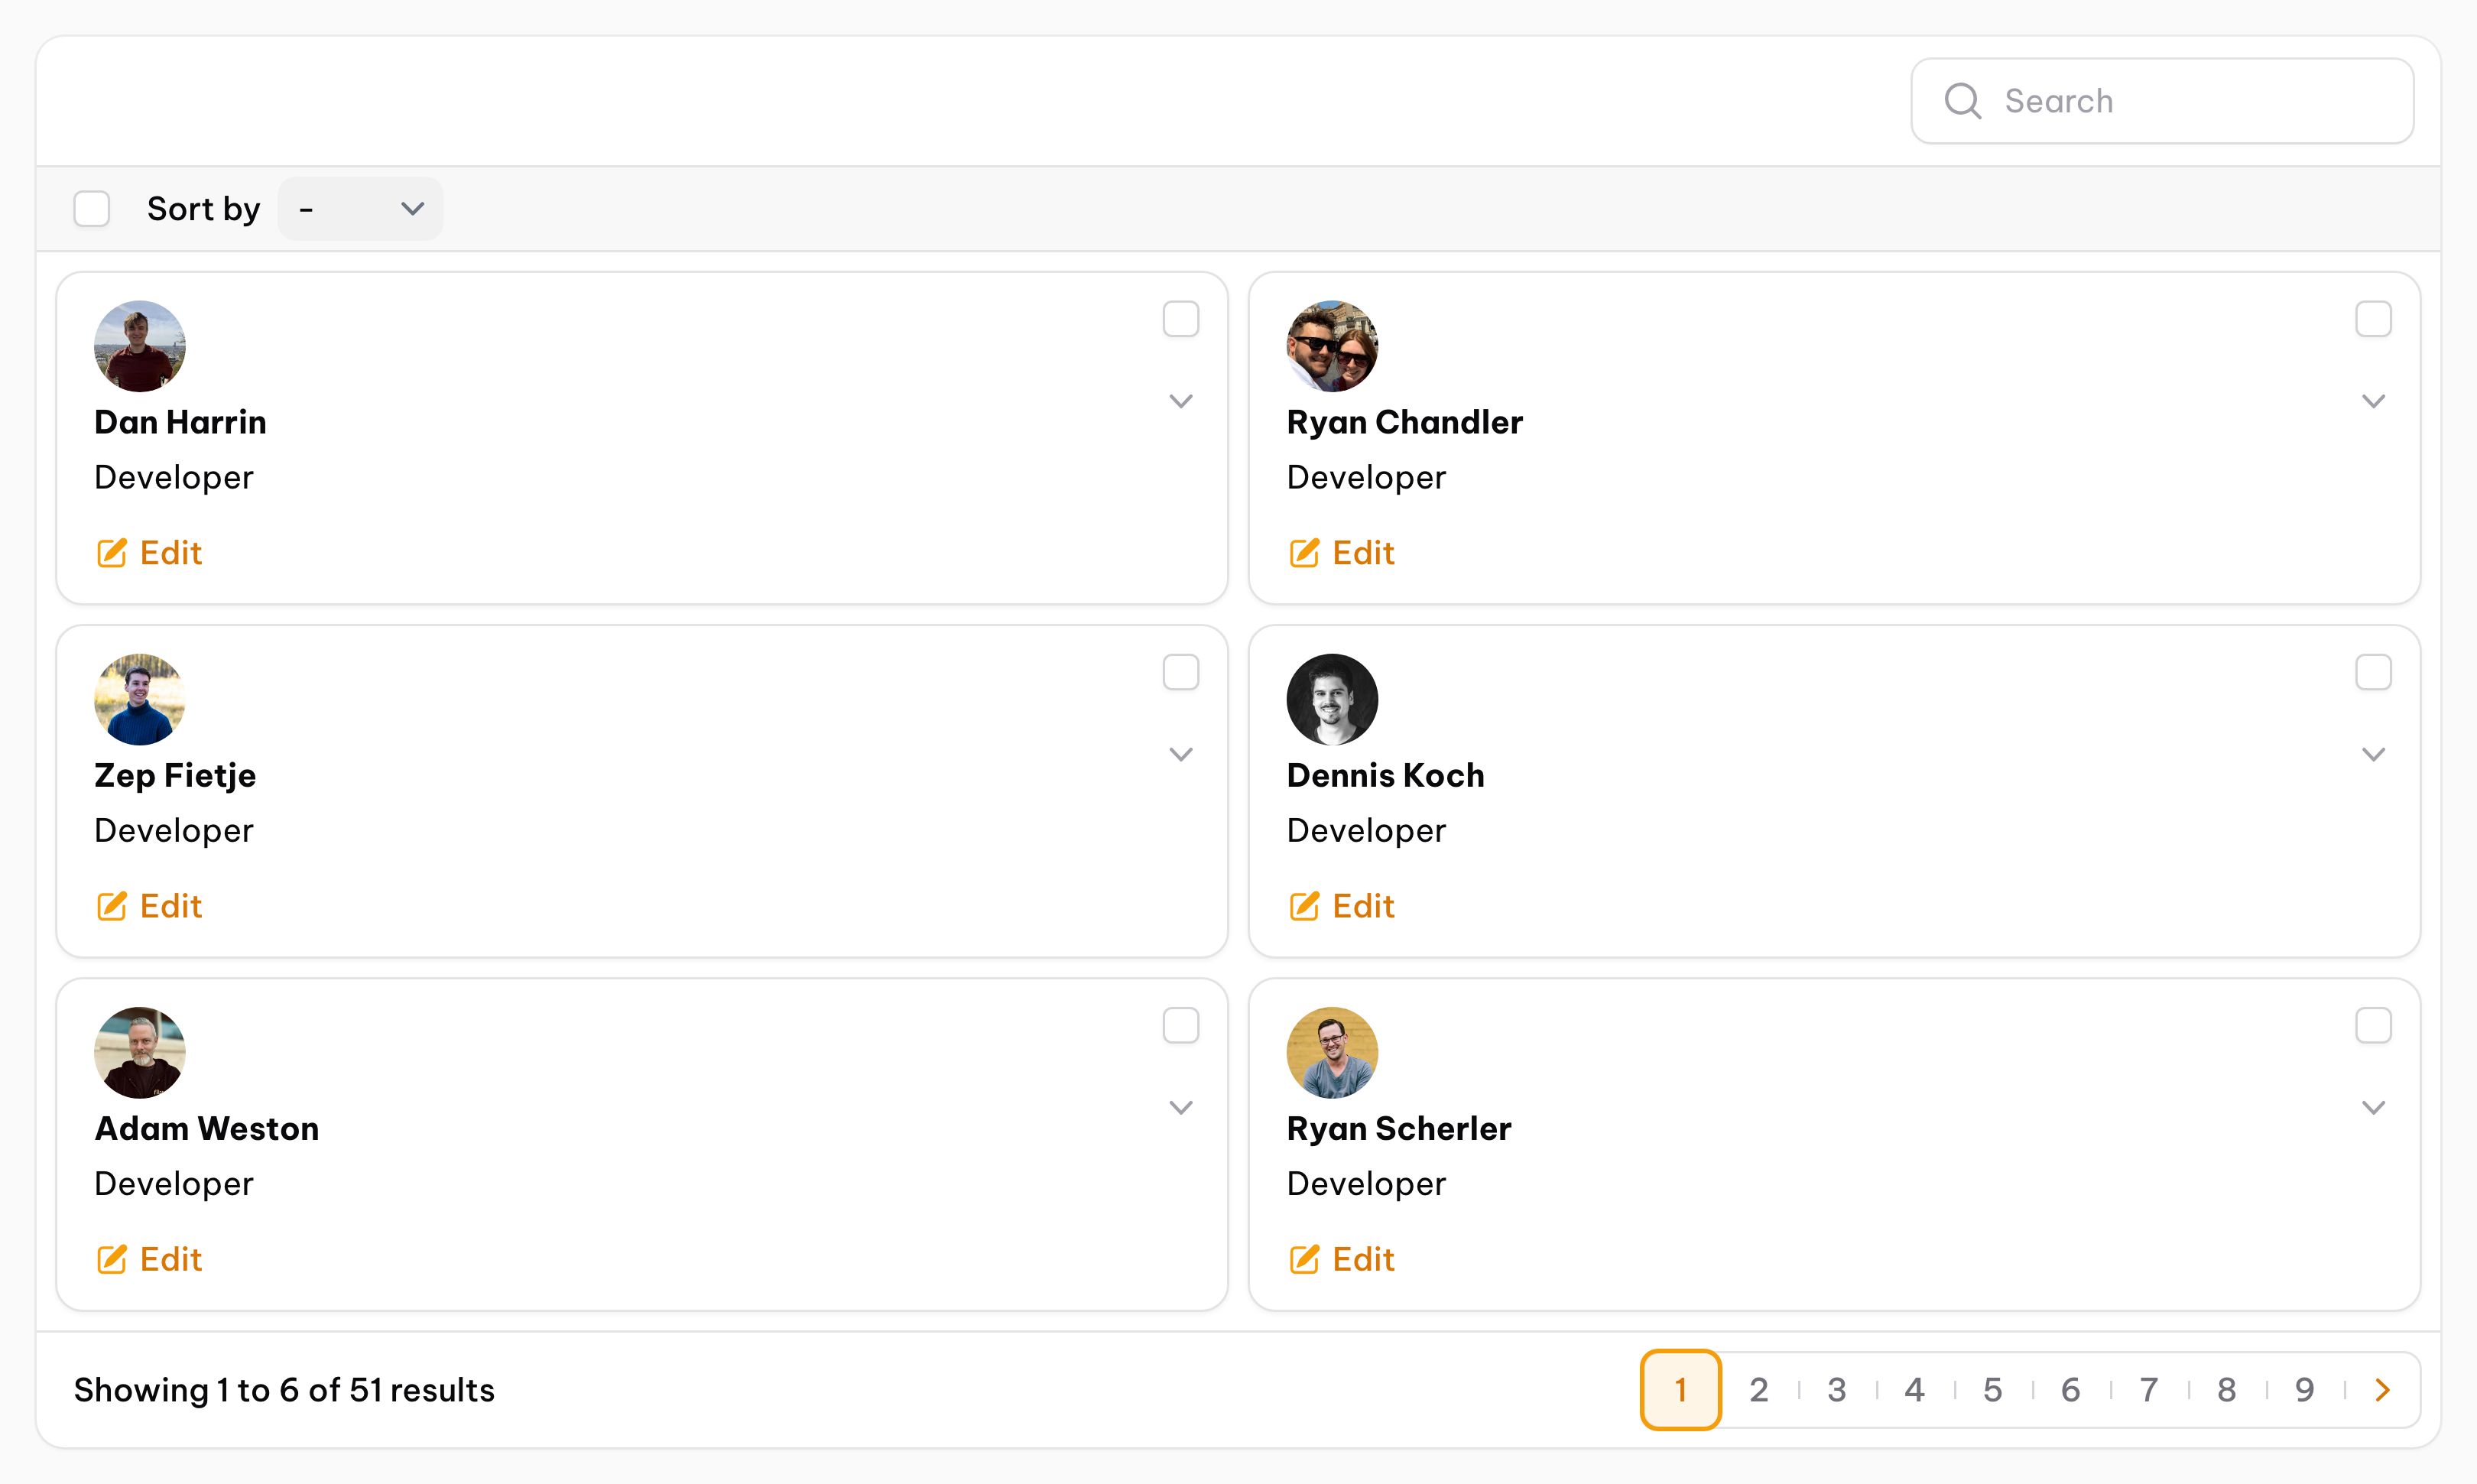 Search
Sort by -
Dan Harrin
Developer
Edit
Ryan Chandler
Developer
Edit
Zep Fietje
Developer
Edit
Dennis Koch
Developer
Edit
Adam Weston
Developer
Edit
Ryan Scherler
Developer
Edit
Showing 1 to 6 of 51 results
1 2 3 4 5 6 7 8 9